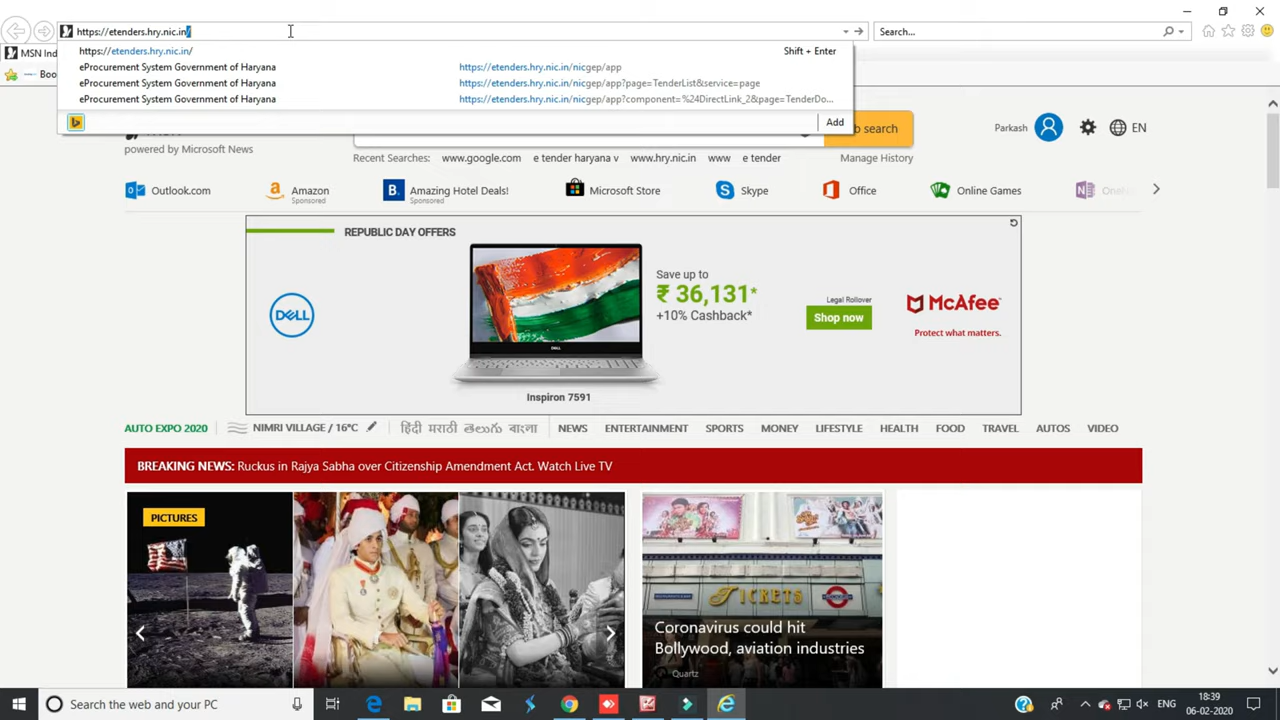 https://etenders.hry.nic.in/
Search...
MSN Ind
https://etenders.hry.nic.in/ Shift + Enter
eProcurement System Government of Haryana https://etenders.hry.nic.in/nicgep/app
eProcurement System Government of Haryana https://etenders.hry.nic.in/nicgep/app?page=TenderList&service=page
eProcurement System Government of Haryana https://etenders.hry.nic.in/nicgep/app?component=%24DirectLink_2&page=TenderDo...
Boo
Add
search
Parkash
EN
powered by Microsoft News
Recent Searches: www.google.com e tender haryana v www.hry.nic.in www e tender Manage History
Outlook.com Amazon Sponsored Amazing Hotel Deals! Sponsored Microsoft Store Skype Office Online Games OneN
REPUBLIC DAY OFFERS
DELL
Save up to
₹ 36,131*
+10% Cashback*
Legal Rollover
Shop now
McAfee
Protect what matters.
Inspiron 7591
AUTO EXPO 2020 NIMRI VILLAGE / 16°C हिंदी मराठी తెలుగు বাংলা NEWS ENTERTAINMENT SPORTS MONEY LIFESTYLE HEALTH FOOD TRAVEL AUTOS VIDEO
BREAKING NEWS: Ruckus in Rajya Sabha over Citizenship Amendment Act. Watch Live TV
PICTURES
TICKETS
Coronavirus could hit
Bollywood, aviation industries
Quartz
Search the web and your PC
18:39
06-02-2020